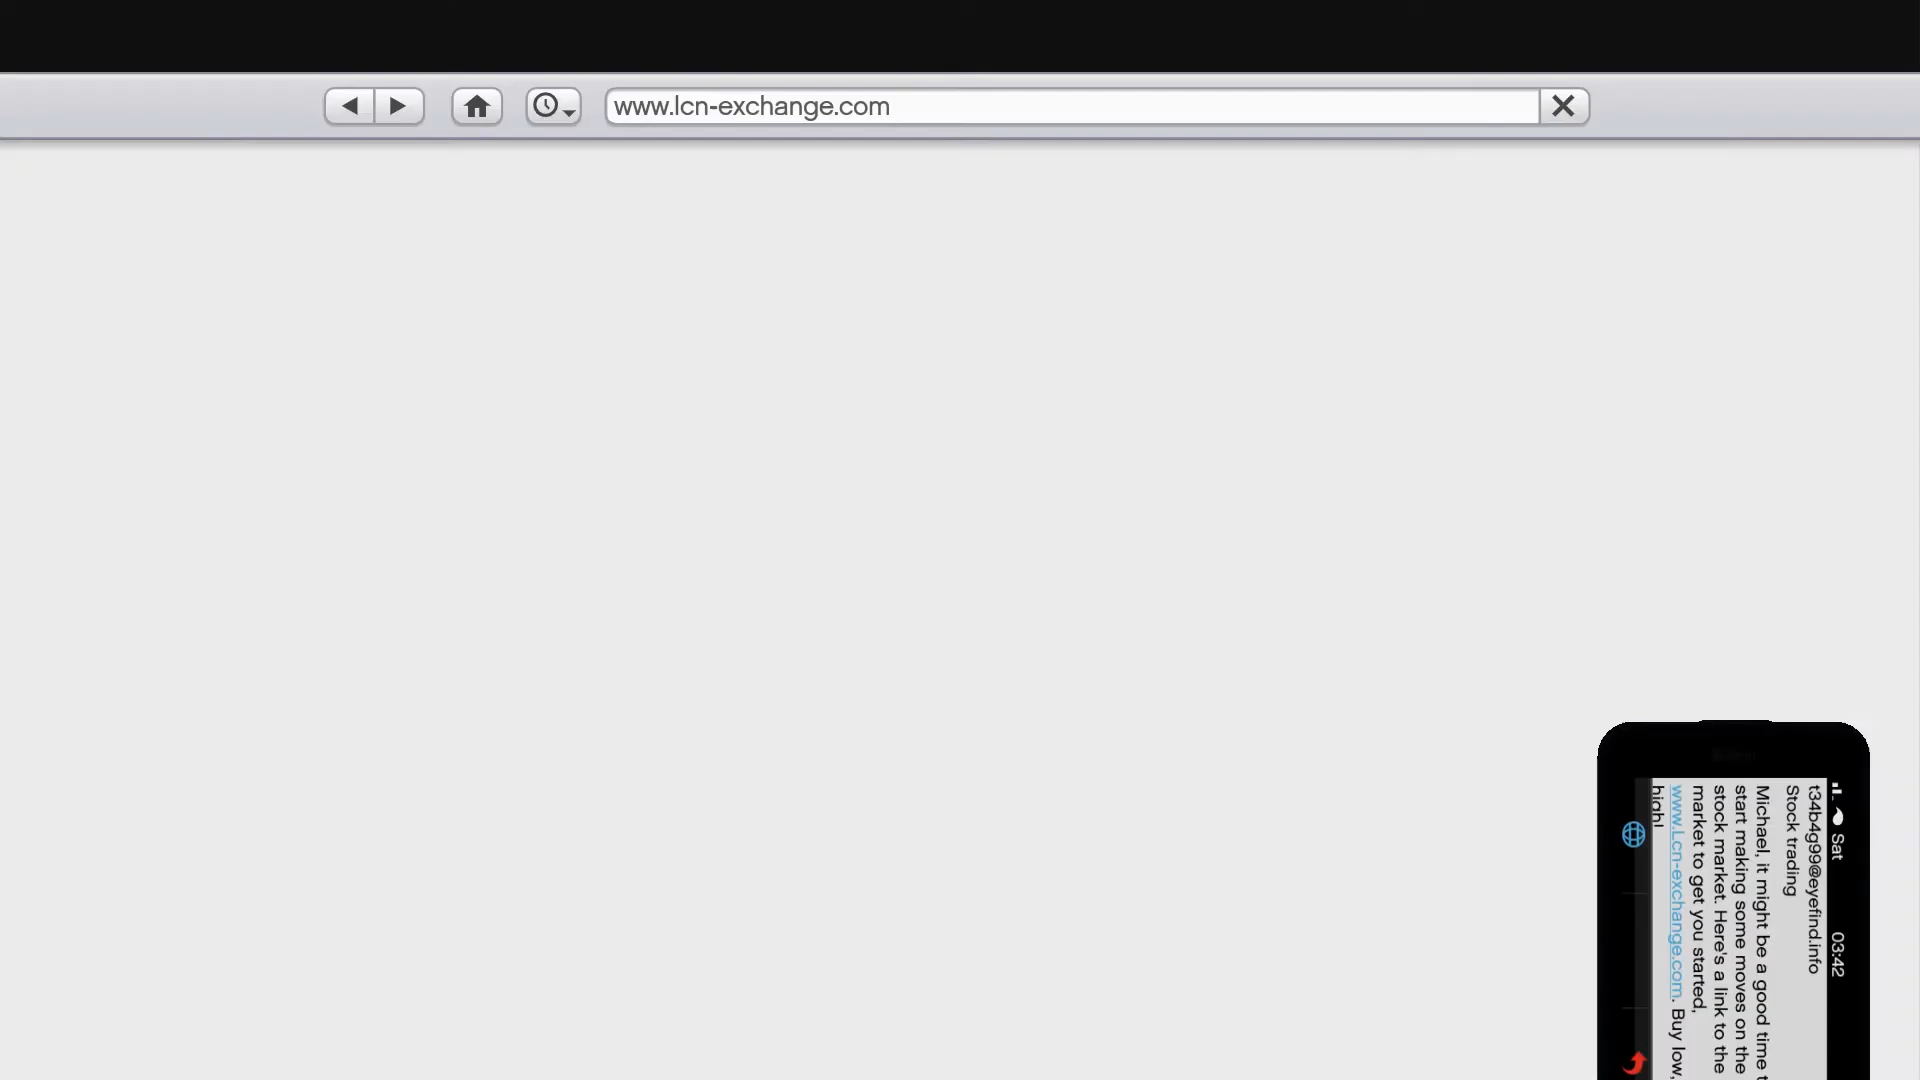 www.lcn-exchange.com
Sat 03:42
t34b4g99@eyefind.info
Stock trading
Michael, it might be a good time
start making some moves on the
stock market. Here's a link to the
market to get you started,
www.Lcn-exchange.com. Buy low,
high!